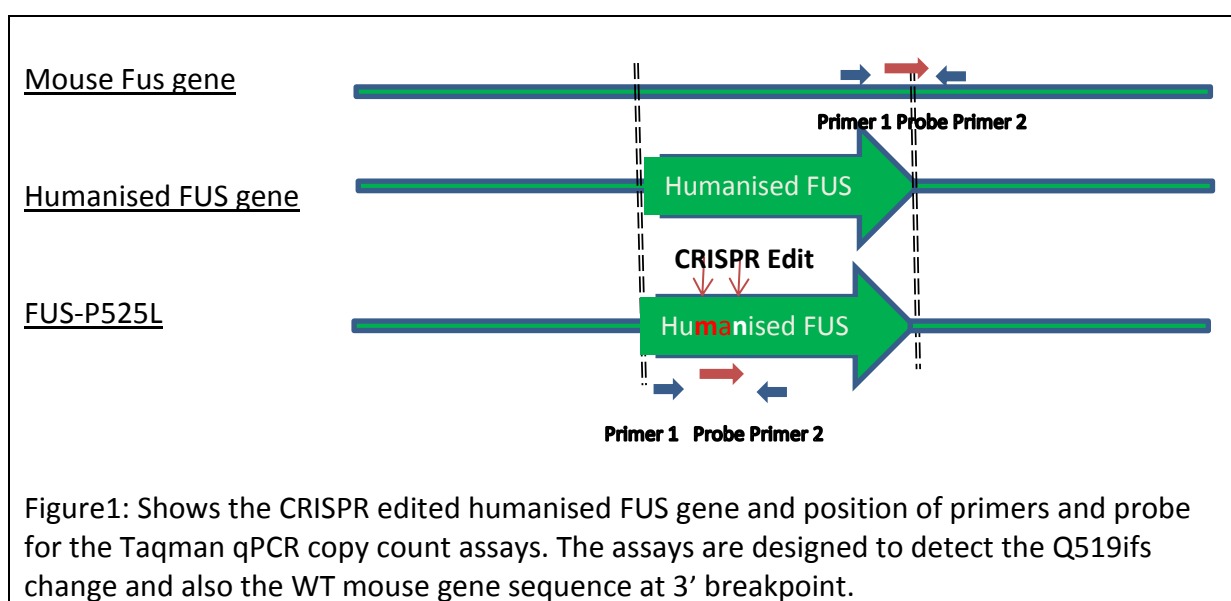 Mouse Fus gene
Primer 1 Probe Primer 2
Humanised FUS gene
Humanised FUS
CRISPR Edit
FUS-P525L
Humanised FUS
Primer 1 Probe Primer 2
Figure1: Shows the CRISPR edited humanised FUS gene and position of primers and probe
for the Taqman qPCR copy count assays. The assays are designed to detect the Q519ifs
change and also the WT mouse gene sequence at 3’ breakpoint.